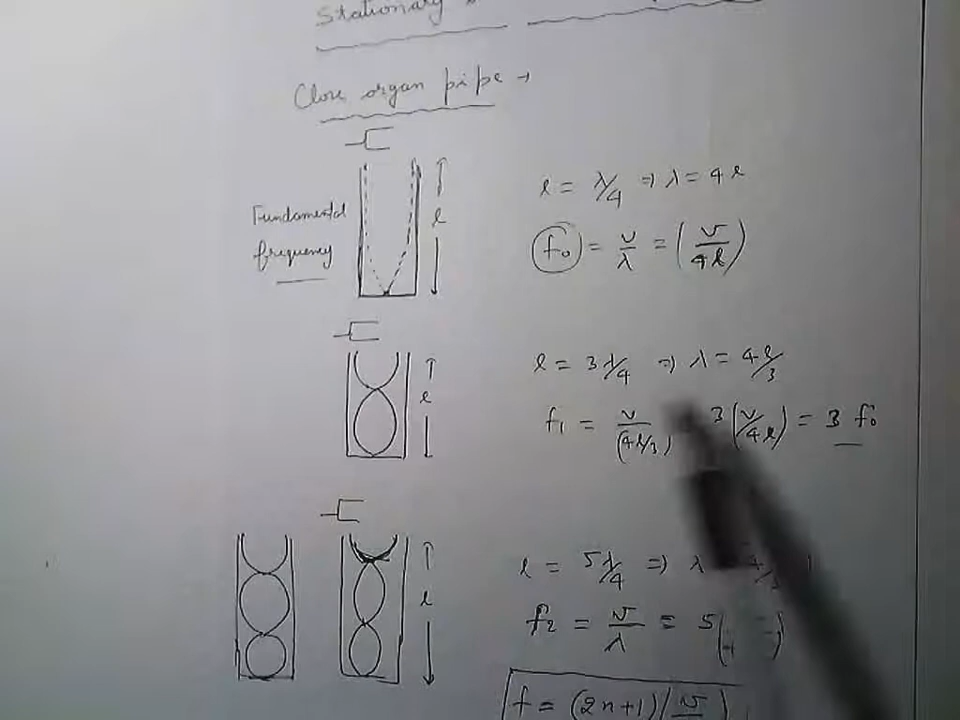 Stationary
Close organ pipe →
Fundamental
frequency
l
l = λ/4 ⇒ λ = 4l
f₀ = v/λ = (v/4l)
l
l = 3λ/4 ⇒ λ = 4l/3
f₁ = v/(4l/3) 3(v/4l) = 3 f₀
l
l = 5λ/4 ⇒ λ
f₂ = v/λ = 5(
f = (2n+1)(v